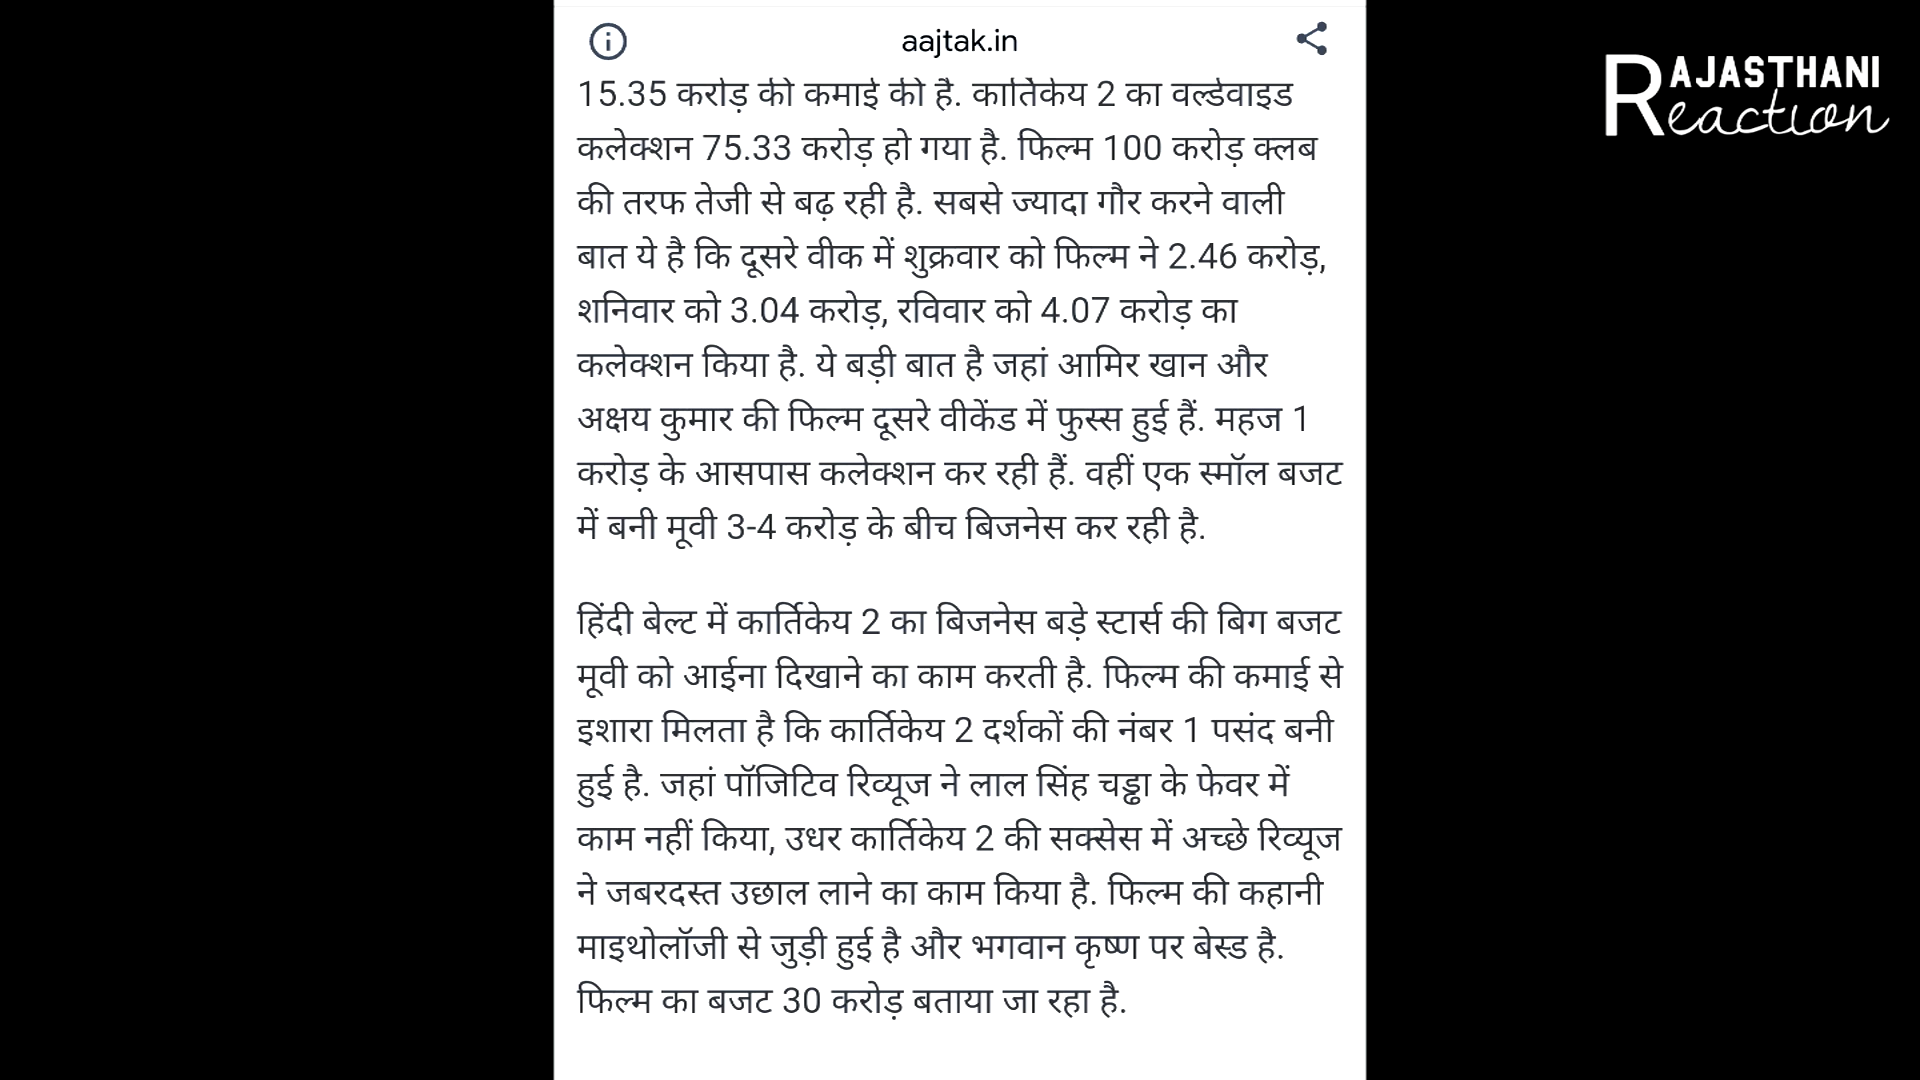 aajtak.in
RAJASTHANI
Reaction
15.35 करोड़ की कमाई की है. कार्तिकेय 2 का वर्ल्डवाइड
कलेक्शन 75.33 करोड़ हो गया है. फिल्म 100 करोड़ क्लब
की तरफ तेजी से बढ़ रही है. सबसे ज्यादा गौर करने वाली
बात ये है कि दूसरे वीक में शुक्रवार को फिल्म ने 2.46 करोड़,
शनिवार को 3.04 करोड़, रविवार को 4.07 करोड़ का
कलेक्शन किया है. ये बड़ी बात है जहां आमिर खान और
अक्षय कुमार की फिल्म दूसरे वीकेंड में फुस्स हुई हैं. महज 1
करोड़ के आसपास कलेक्शन कर रही हैं. वहीं एक स्मॉल बजट
में बनी मूवी 3-4 करोड़ के बीच बिजनेस कर रही है.
हिंदी बेल्ट में कार्तिकेय 2 का बिजनेस बड़े स्टार्स की बिग बजट
मूवी को आईना दिखाने का काम करती है. फिल्म की कमाई से
इशारा मिलता है कि कार्तिकेय 2 दर्शकों की नंबर 1 पसंद बनी
हुई है. जहां पॉजिटिव रिव्यूज ने लाल सिंह चड्ढा के फेवर में
काम नहीं किया, उधर कार्तिकेय 2 की सक्सेस में अच्छे रिव्यूज
ने जबरदस्त उछाल लाने का काम किया है. फिल्म की कहानी
माइथोलॉजी से जुड़ी हुई है और भगवान कृष्ण पर बेस्ड है.
फिल्म का बजट 30 करोड़ बताया जा रहा है.